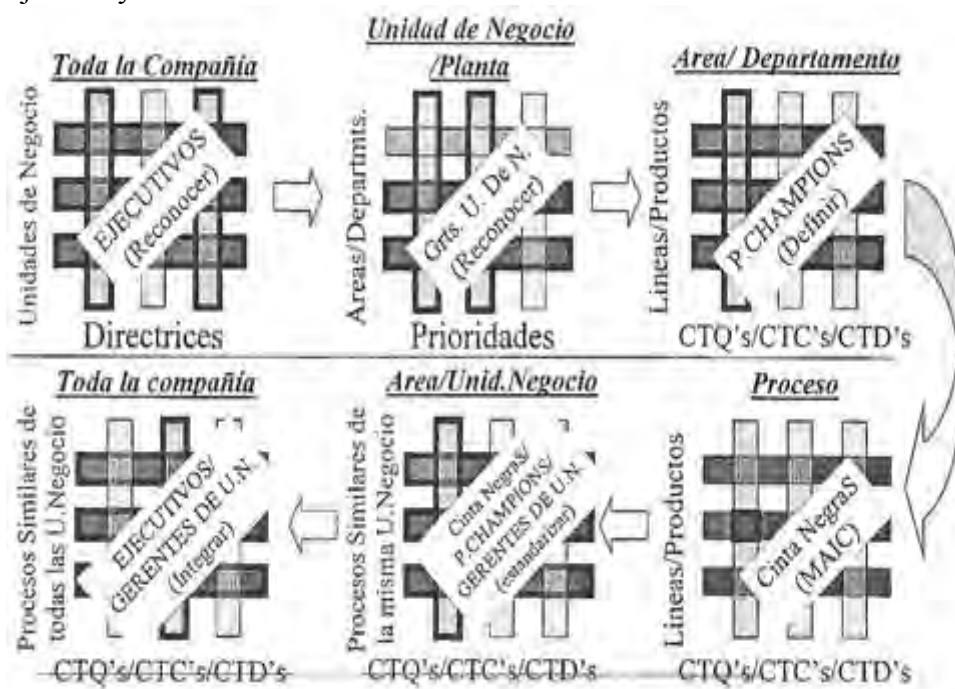 Unidad de Negocio
/Planta
Toda la Compañía
Area/ Departamento
Unidades de Negocio
EJECUTIVOS
(Reconocer)
Directrices
Areas/Departmts.
Grts. U. De N.
(Reconocer)
Prioridades
Lineas/Productos
P.CHAMPIONS
(Definir)
CTQ's/CTC's/CTD's
Toda la compañía
Procesos Similares de
todas las U.Negocio
EJECUTIVOS/
GERENTES DE U.N.
(Integrar)
CTQ's/CTC's/CTD's
Area/Unid.Negocio
Procesos Similares de
la misma U.Negocio
Cinta NegraS/
P.CHAMPIONS/
GERENTES DE U.N
(estandarizar)
CTQ's/CTC's/CTD's
Proceso
Lineas/Productos
Cinta NegraS
(MAIC)
CTQ's/CTC's/CTD's